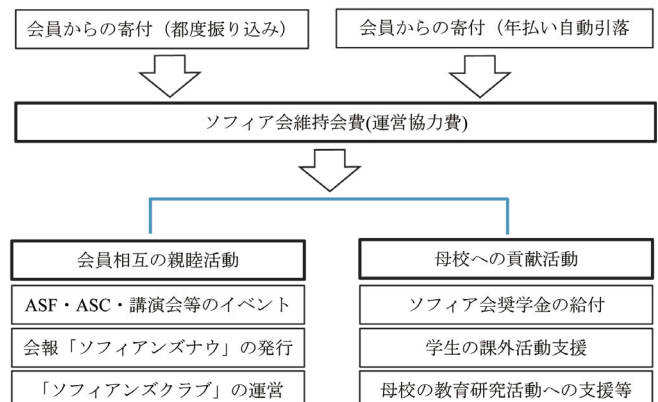 会員からの寄付（都度振り込み）
会員からの寄付（年払い自動引落
ソフィア会維持会費(運営協力費)
会員相互の親睦活動
ASF・ASC・講演会等のイベント
会報「ソフィアンズナウ」の発行
「ソフィアンズクラブ」の運営
母校への貢献活動
ソフィア会奨学金の給付
学生の課外活動支援
母校の教育研究活動への支援等